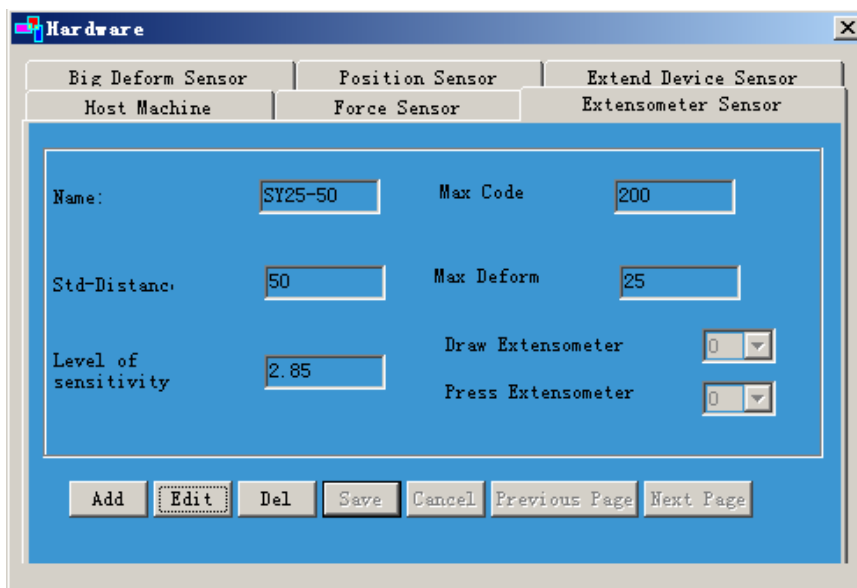 Hardware
Big Deform Sensor Position Sensor Extend Device Sensor
Host Machine Force Sensor Extensometer Sensor
Name: SY25-50 Max Code 200
Std-Distanc 50 Max Deform 25
Draw Extensometer 0
Level of
sensitivity 2.85
Press Extensometer 0
Add Edit Del Save Cancel Previous Page Next Page